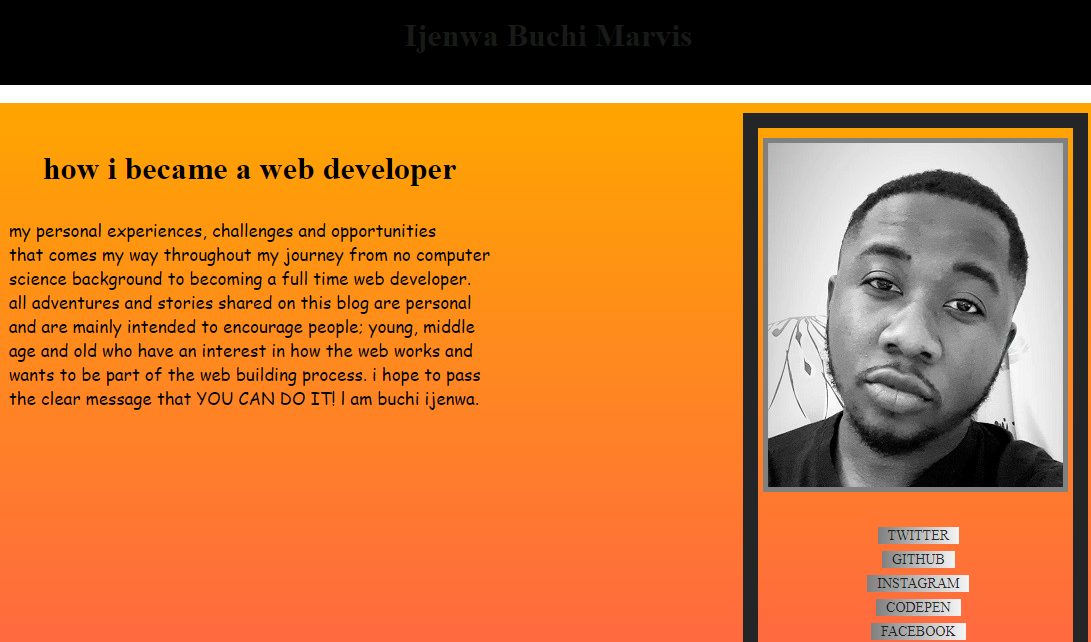 Ijenwa Buchi Marvis
how i became a web developer
my personal experiences, challenges and opportunities
that comes my way throughout my journey from no computer
science background to becoming a full time web developer.
all adventures and stories shared on this blog are personal
and are mainly intended to encourage people; young, middle
age and old who have an interest in how the web works and
wants to be part of the web building process. i hope to pass
the clear message that YOU CAN DO IT! I am buchi ijenwa.
TWITTER
GITHUB
INSTAGRAM
CODEPEN
FACEBOOK